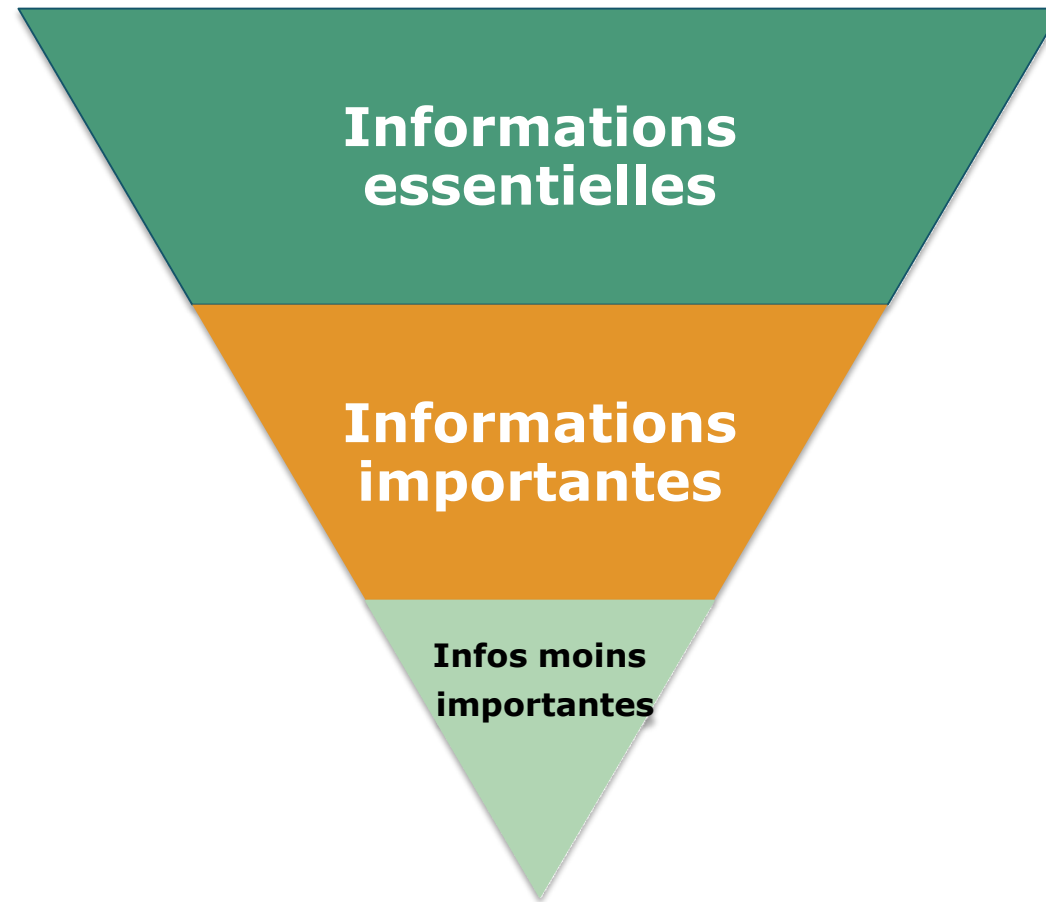 Informations
essentielles
Informations
importantes
Infos moins
importantes